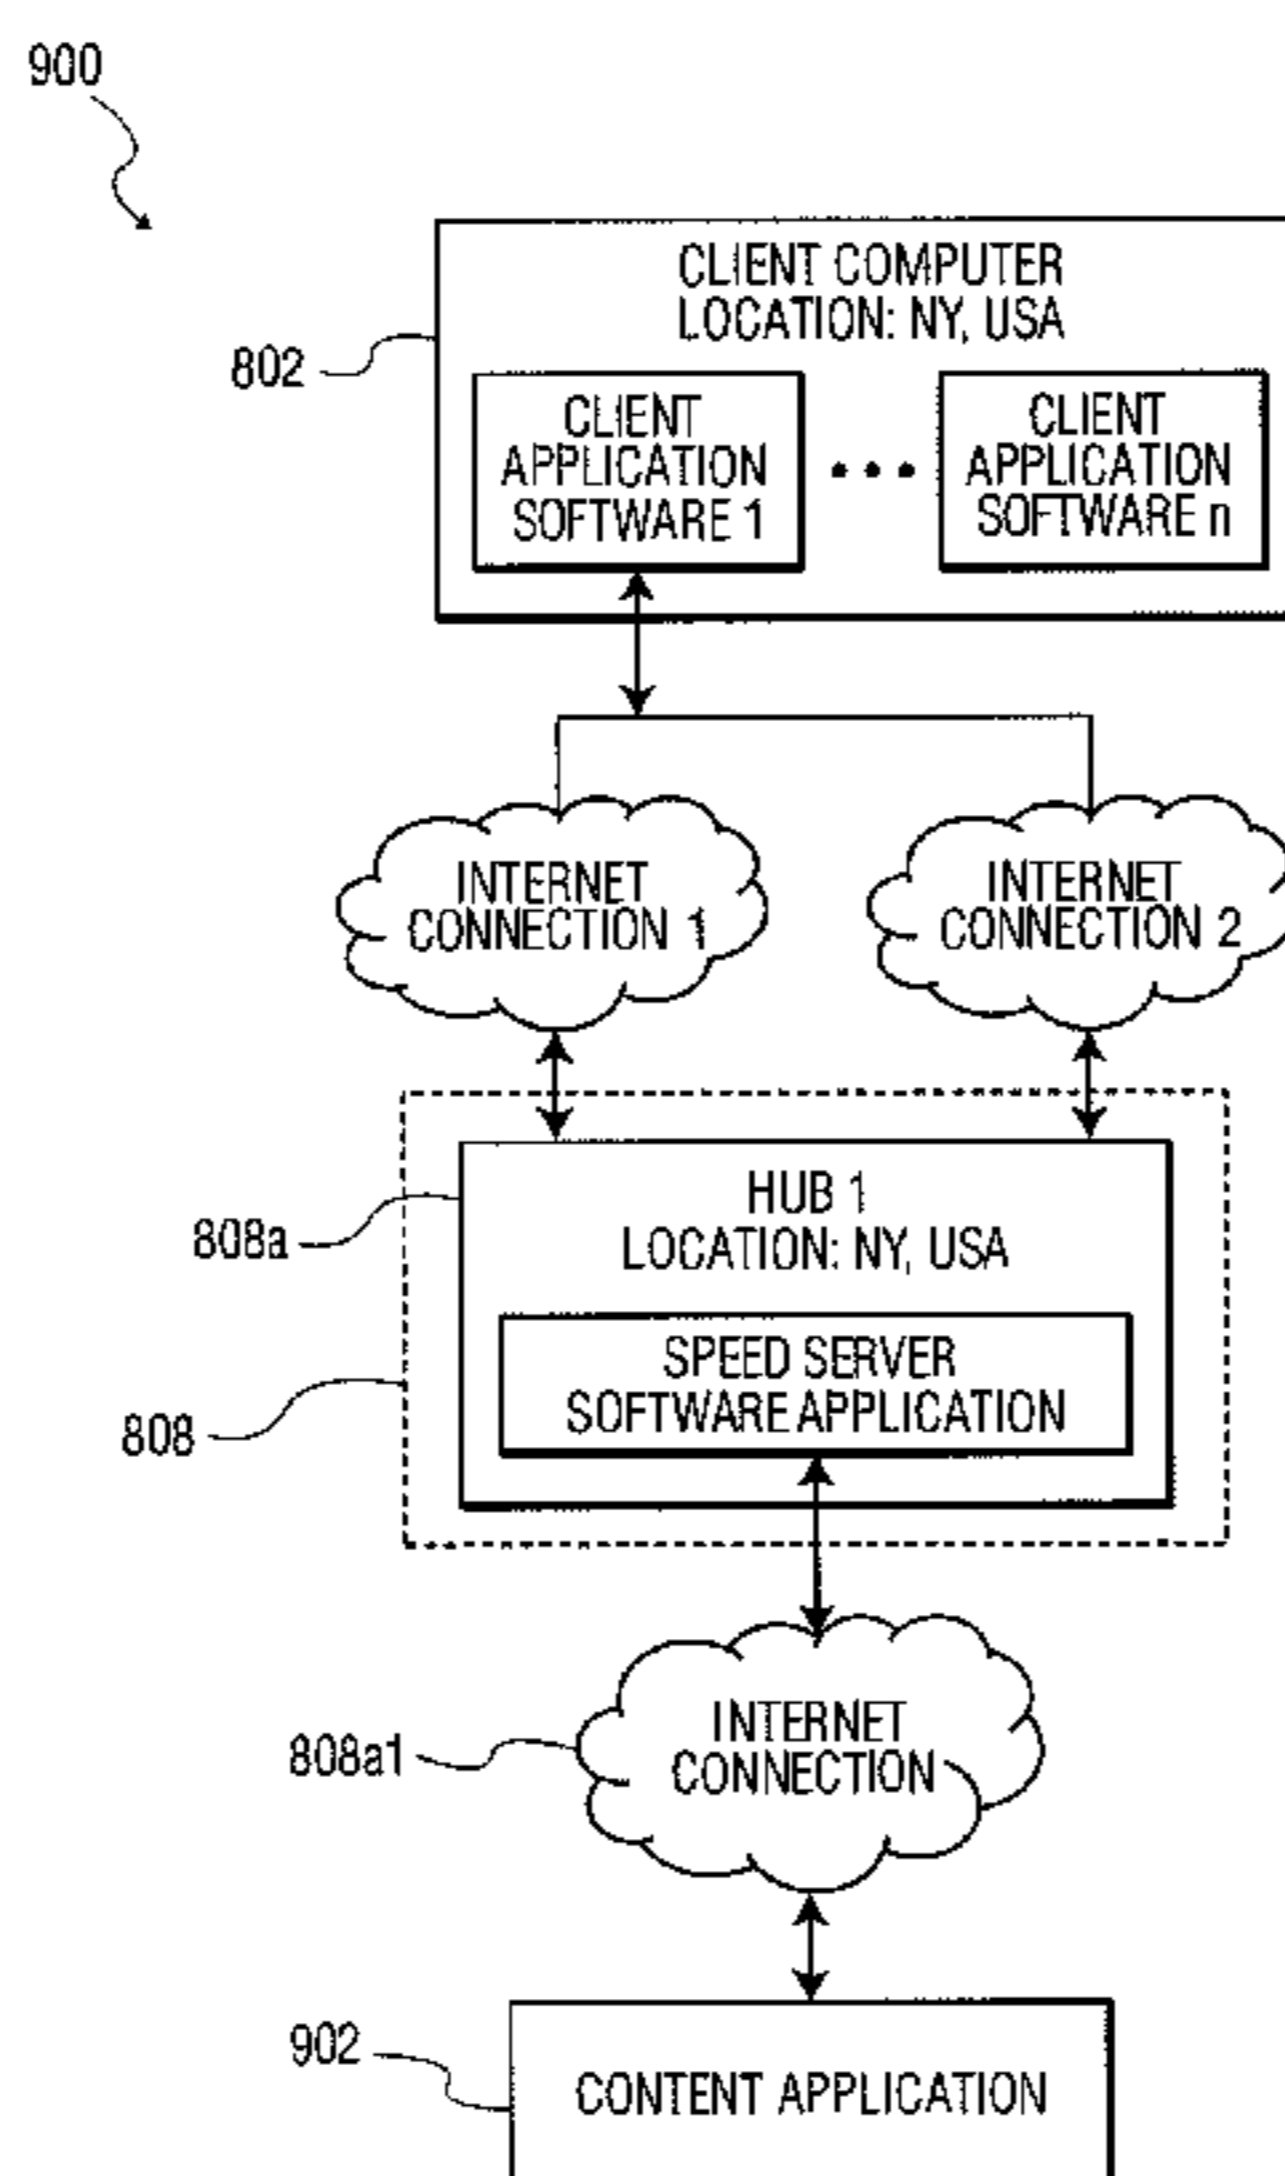 900
CLIENT COMPUTER
LOCATION: NY, USA
802
CLIENT
APPLICATION
SOFTWARE 1
CLIENT
APPLICATION
SOFTWARE n
INTERNET
CONNECTION 1
INTERNET
CONNECTION 2
HUB 1
LOCATION: NY, USA
808a
SPEED SERVER
SOFTWARE APPLICATION
808
INTERNET
CONNECTION
808a1
902
CONTENT APPLICATION